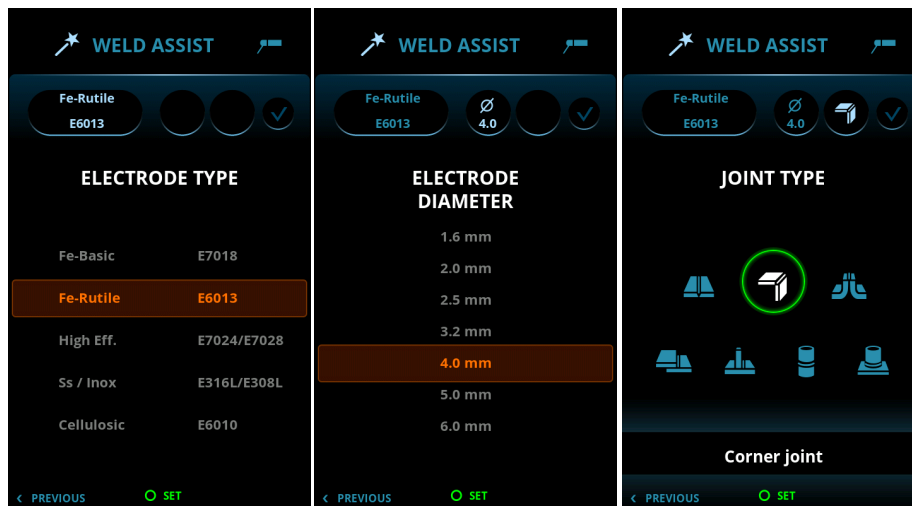 WELD ASSIST
Fe-Rutile
E6013
ELECTRODE TYPE
Fe-Basic E7018
Fe-Rutile E6013
High Eff. E7024/E7028
Ss / Inox E316L/E308L
Cellulosic E6010
PREVIOUS SET
WELD ASSIST
Fe-Rutile
E6013
4.0
ELECTRODE
DIAMETER
1.6 mm
2.0 mm
2.5 mm
3.2 mm
4.0 mm
5.0 mm
6.0 mm
PREVIOUS SET
WELD ASSIST
Fe-Rutile
E6013
4.0
JOINT TYPE
Corner joint
PREVIOUS SET